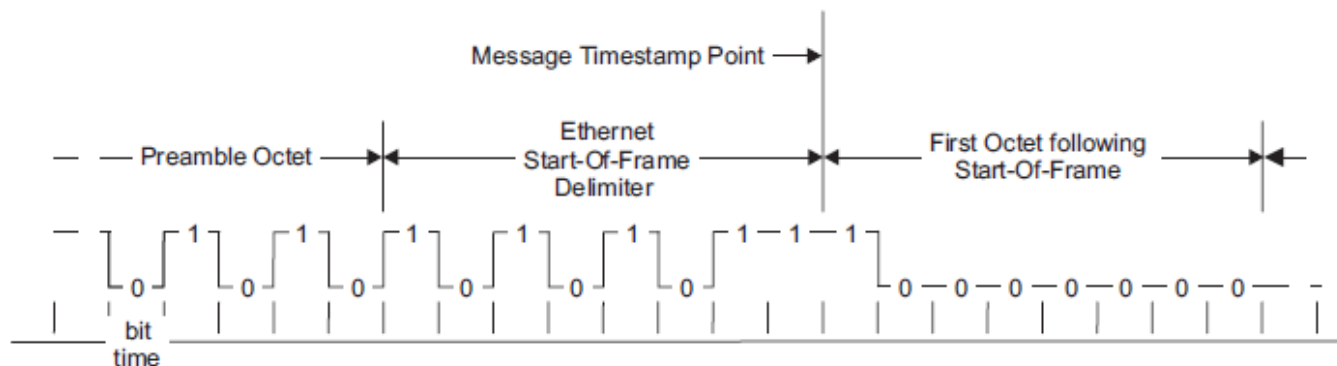 Message Timestamp Point
Preamble Octet
Ethernet
Start-Of-Frame
Delimiter
First Octet following
Start-Of-Frame
0 1 0 1 0 1 0 1 0 1 0 1 1 1 0 0 0 0 0 0 0
bit
time